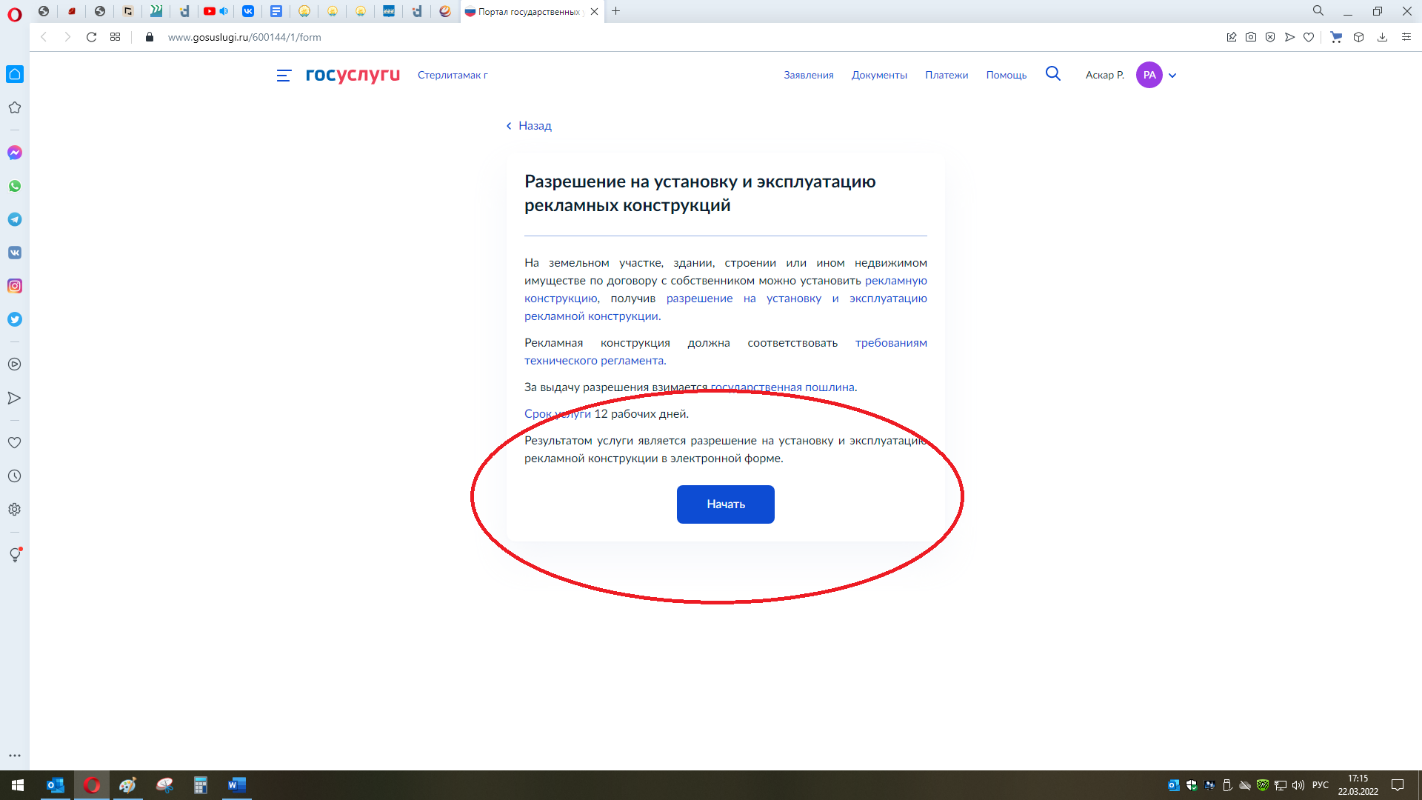 Портал государственных у
www.gosuslugi.ru/600144/1/form
госуслуги
Стерлитамак г
Заявления
Документы
Платежи
Помощь
Аскар Р.
РА
Назад
Разрешение на установку и эксплуатацию
рекламных конструкций
На земельном участке, здании, строении или ином недвижимом
имуществе по договору с собственником можно установить рекламную
конструкцию, получив разрешение на установку и эксплуатацию
рекламной конструкции.
Рекламная конструкция должна соответствовать требованиям
технического регламента.
За выдачу разрешения взимается государственная пошлина.
Срок услуги 12 рабочих дней.
Результатом услуги является разрешение на установку и эксплуатацию
рекламной конструкции в электронной форме.
Начать
РУС
17:15
22.03.2022